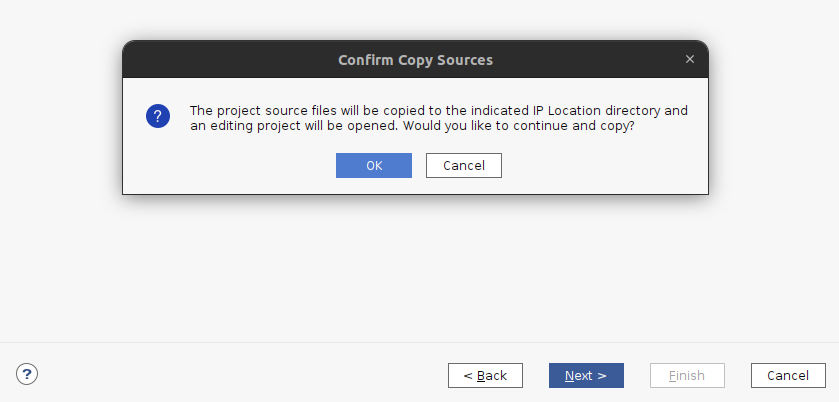 Confirm Copy Sources
×
?
The project source files will be copied to the indicated IP Location directory and
an editing project will be opened. Would you like to continue and copy?
OK Cancel
? < Back Next > Finish Cancel